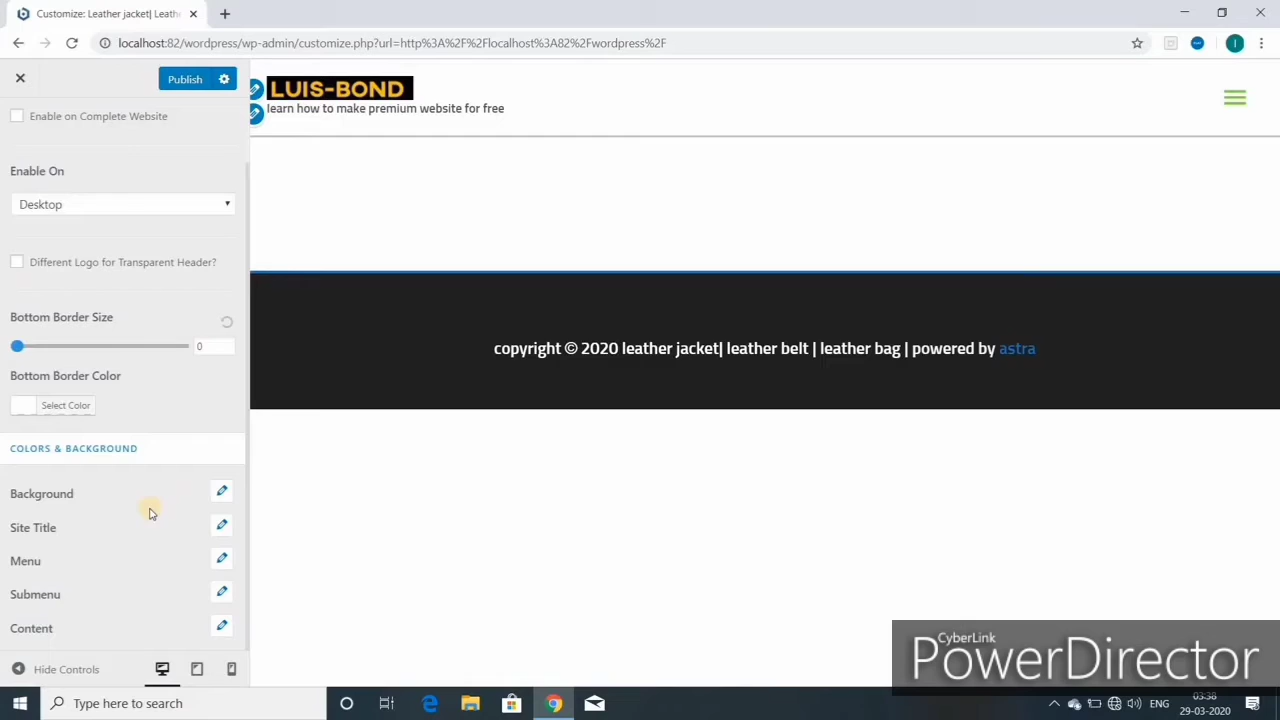 Customize: Leather jacket| Leath
localhost:82/wordpress/wp-admin/customize.php?url=http%3A%2F%2Flocalhost%3A82%2Fwordpress%2F
Publish
LUIS-BOND
learn how to make premium website for free
Enable on Complete Website
Enable On
Desktop
Different Logo for Transparent Header?
Bottom Border Size
0
Bottom Border Color
Select Color
copyright © 2020 leather jacket| leather belt | leather bag | powered by astra
COLORS & BACKGROUND
Background
Site Title
Menu
Submenu
Content
Hide Controls
CyberLink
PowerDirector
Type here to search
ENG
03:38
29-03-2020